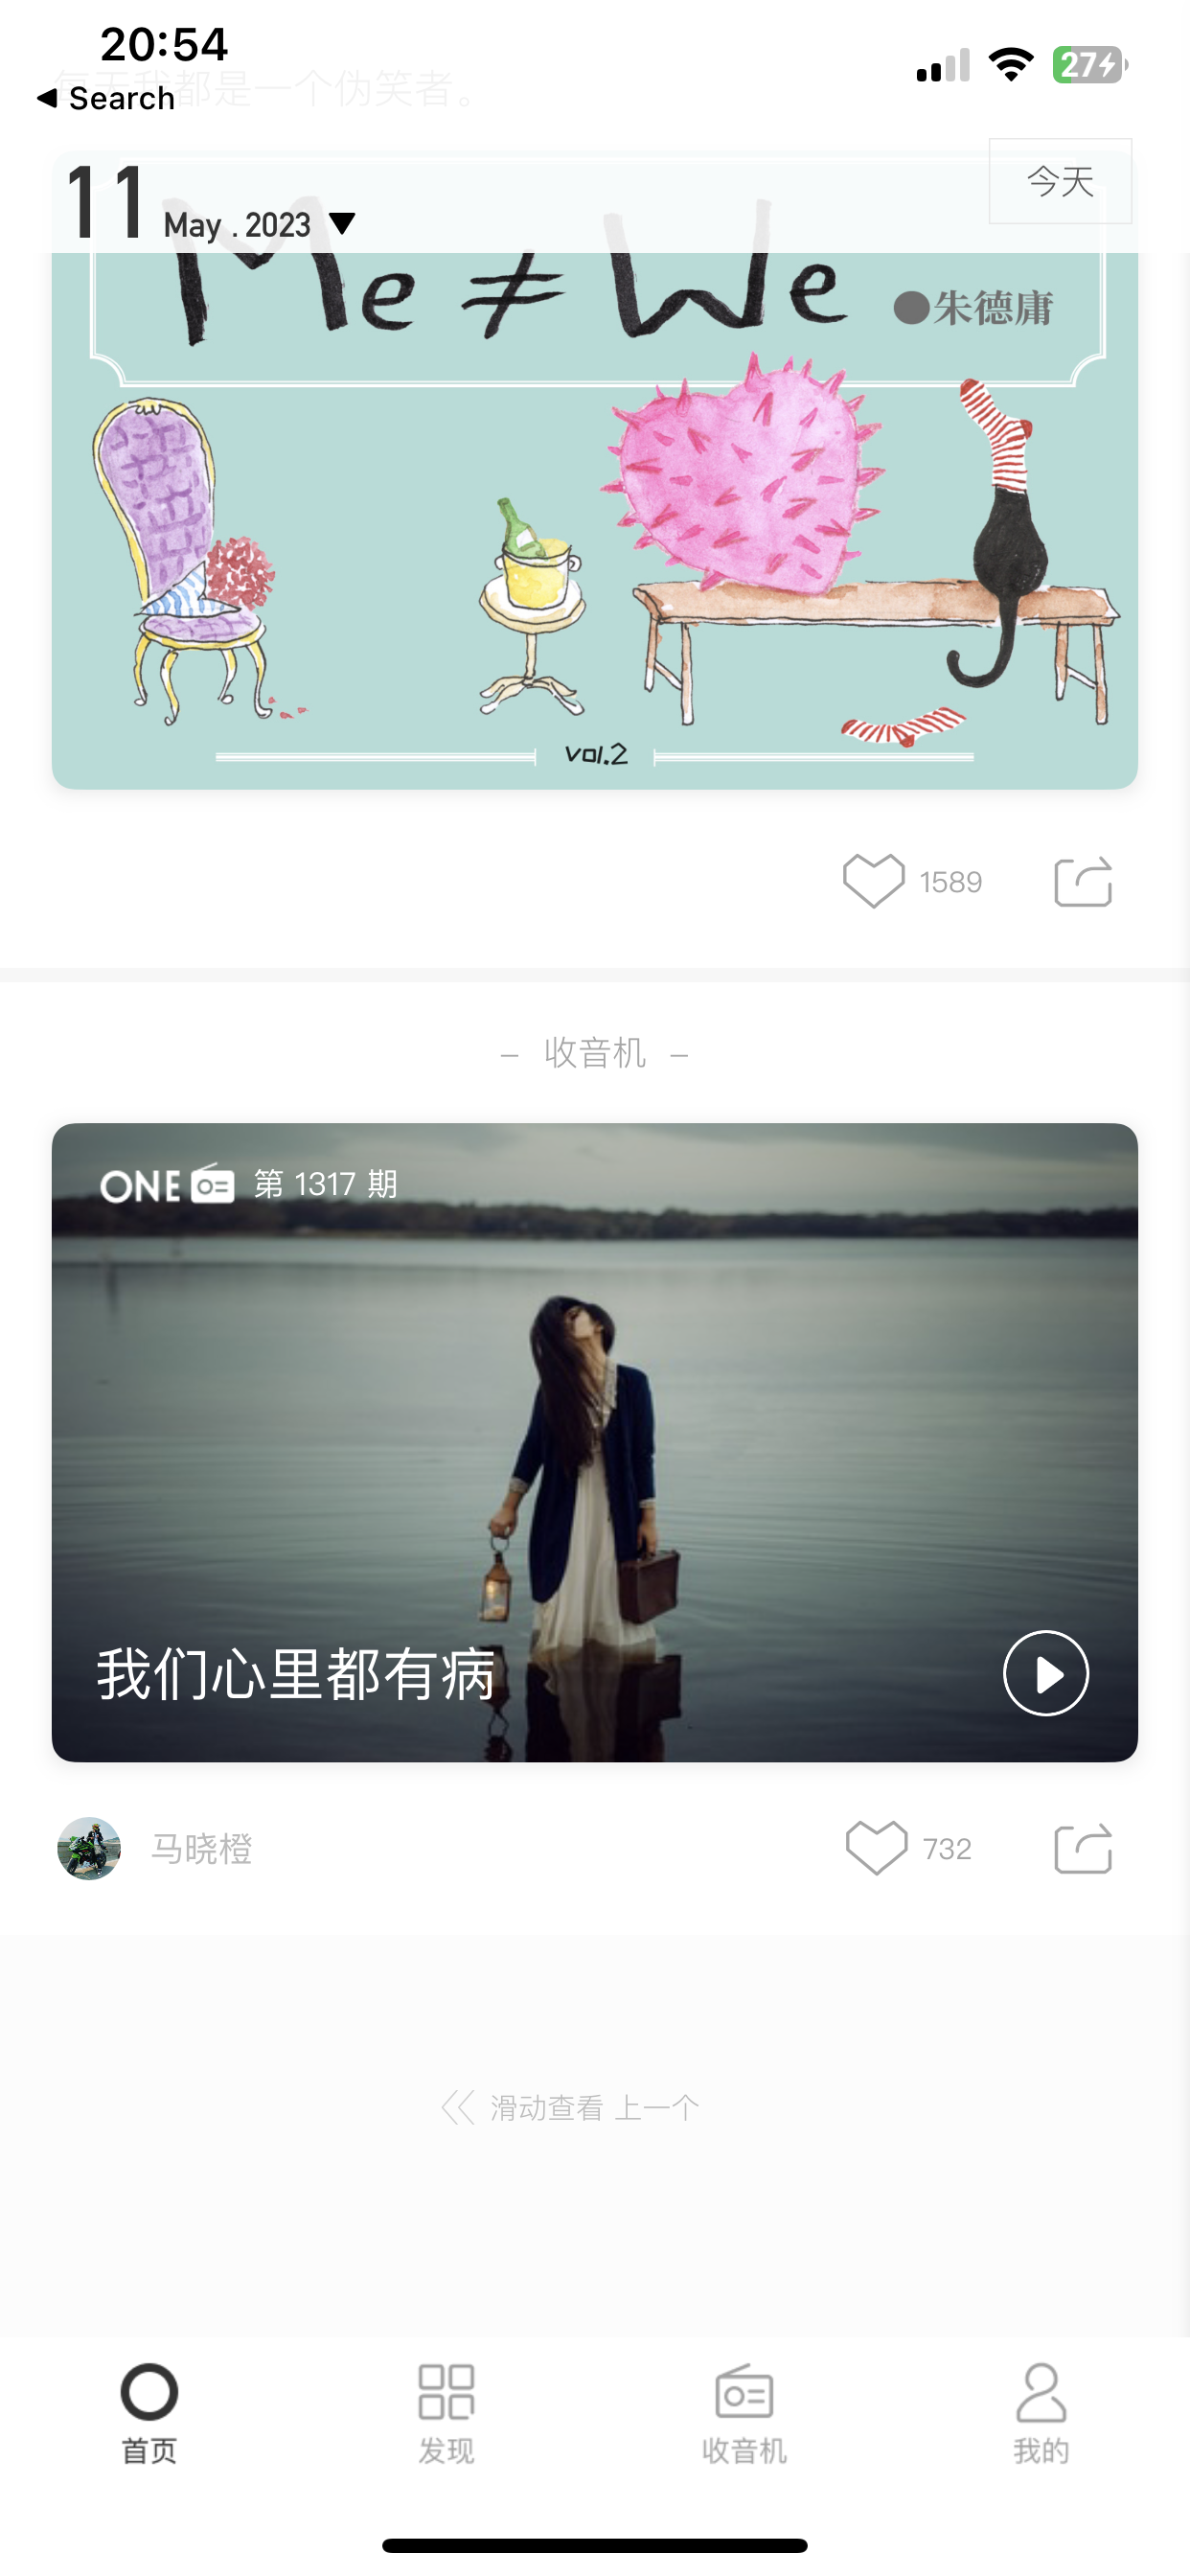 20:54
每天我都是一个伪笑者。
Search
27
11 May . 2023
今天
Me ≠ We ●朱德庸
vol.2
1589
– 收音机 –
ONE 第 1317 期
我们心里都有病
马晓橙
732
滑动查看 上一个
首页
发现
收音机
我的